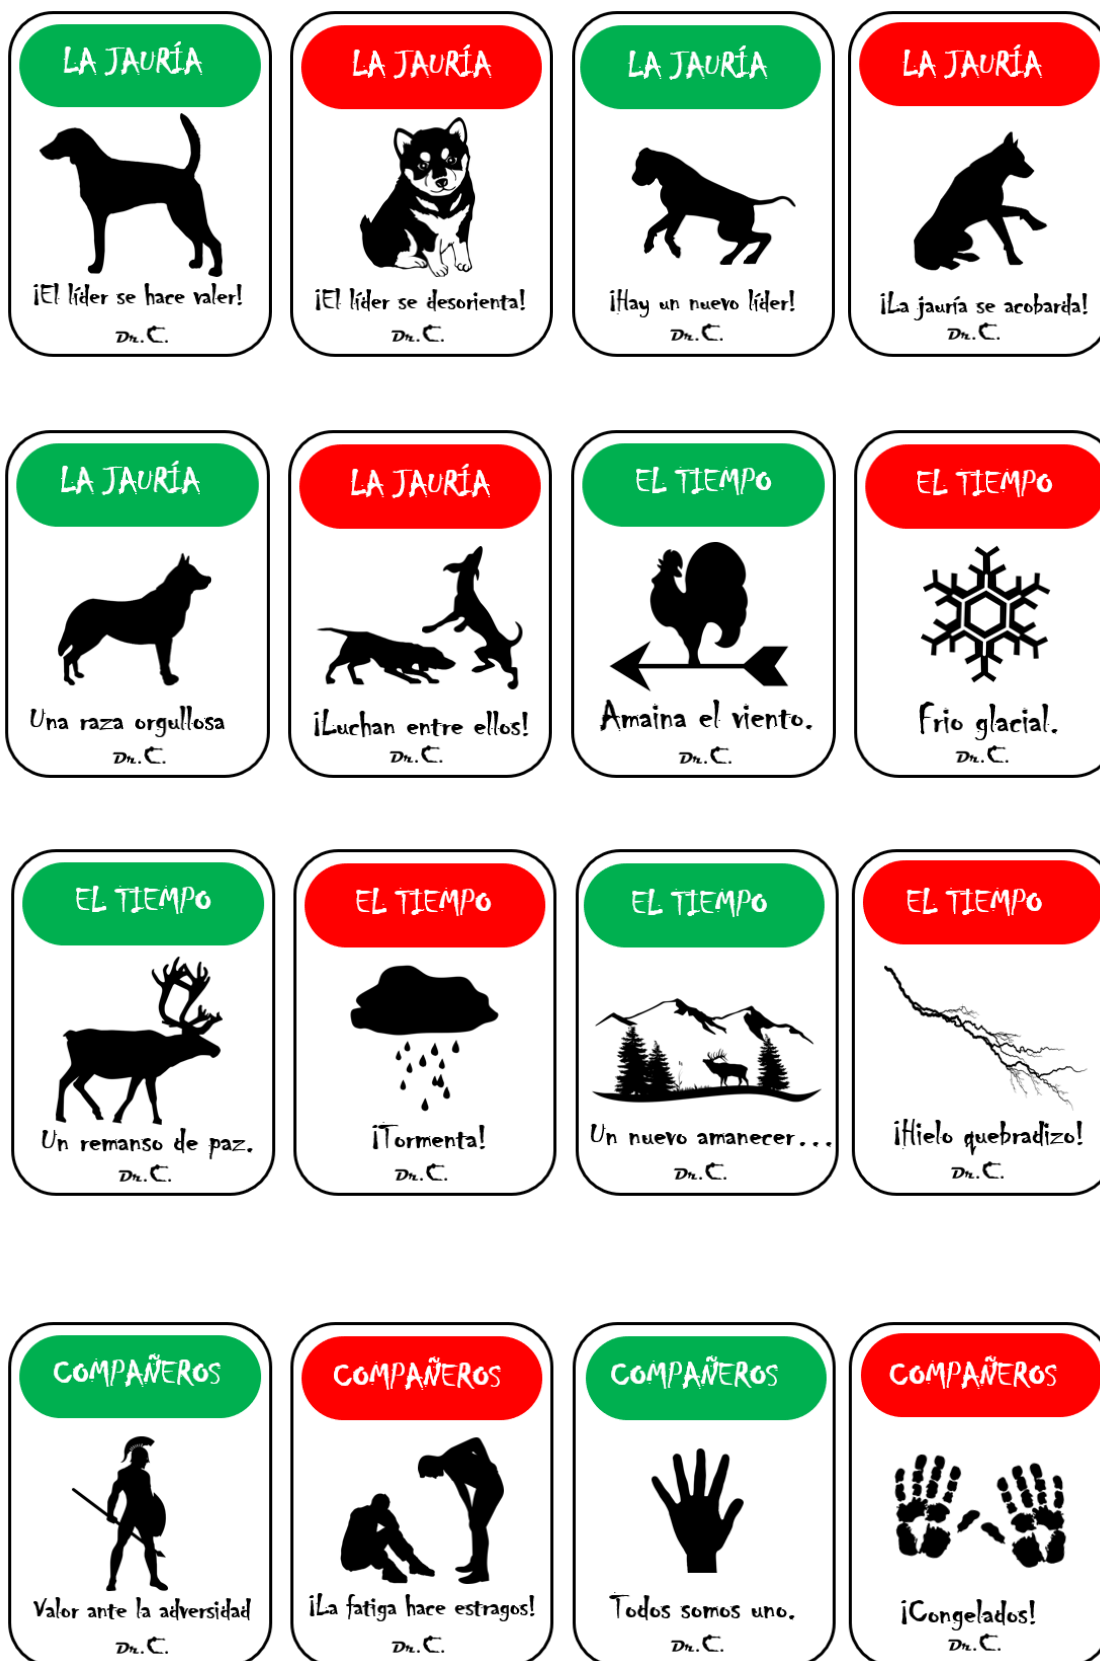 LA JAURÍA
¡El líder se hace valer!
Dr. C.
LA JAURÍA
¡El líder se desorienta!
Dr. C.
LA JAURÍA
¡Hay un nuevo líder!
Dr. C.
LA JAURÍA
¡La jauría se acobarda!
Dr. C.
LA JAURÍA
Una raza orgullosa
Dr. C.
LA JAURÍA
¡Luchan entre ellos!
Dr. C.
EL TIEMPO
Amaina el viento.
Dr. C.
EL TIEMPO
Frio glacial.
Dr. C.
EL TIEMPO
Un remanso de paz.
Dr. C.
EL TIEMPO
¡Tormenta!
Dr. C.
EL TIEMPO
Un nuevo amanecer...
Dr. C.
EL TIEMPO
¡Hielo quebradizo!
Dr. C.
COMPAÑEROS
Valor ante la adversidad
Dr. C.
COMPAÑEROS
¡La fatiga hace estragos!
Dr. C.
COMPAÑEROS
Todos somos uno.
Dr. C.
COMPAÑEROS
¡Congelados!
Dr. C.